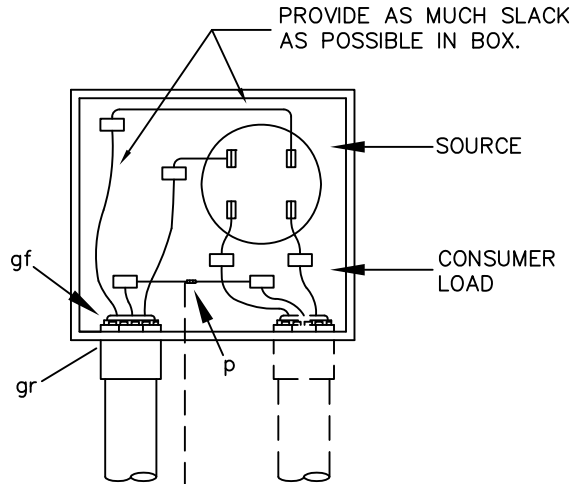 PROVIDE AS MUCH SLACK
AS POSSIBLE IN BOX.
SOURCE
CONSUMER
LOAD
gf
p
gr